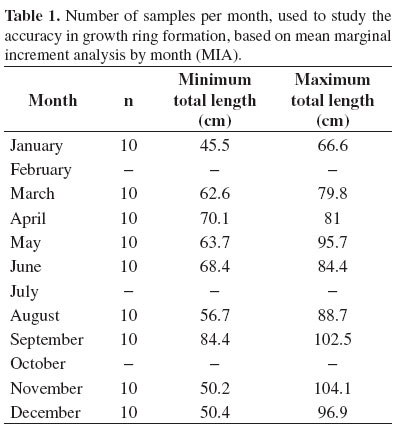 Table 1. Number of samples per month, used to study the
accuracy in growth ring formation, based on mean marginal
increment analysis by month (MIA).
Month n Minimum total length (cm) Maximum total length (cm)
January 10 45.5 66.6
February – – –
March 10 62.6 79.8
April 10 70.1 81
May 10 63.7 95.7
June 10 68.4 84.4
July – – –
August 10 56.7 88.7
September 10 84.4 102.5
October – – –
November 10 50.2 104.1
December 10 50.4 96.9